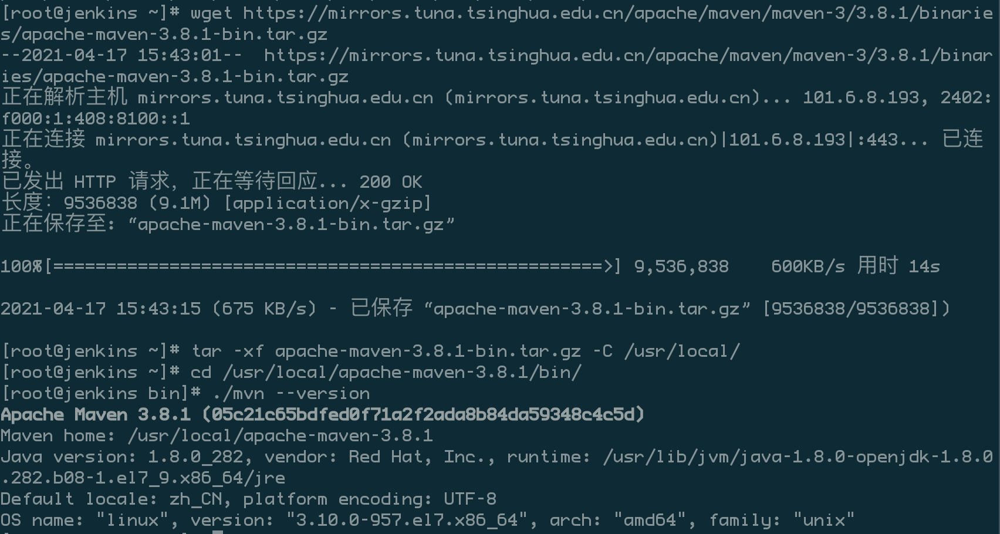 [root@jenkins ~]# wget https://mirrors.tuna.tsinghua.edu.cn/apache/maven/maven-3/3.8.1/binarie
s/apache-maven-3.8.1-bin.tar.gz
--2021-04-17 15:43:01--  https://mirrors.tuna.tsinghua.edu.cn/apache/maven/maven-3/3.8.1/binar
ies/apache-maven-3.8.1-bin.tar.gz
正在解析主机 mirrors.tuna.tsinghua.edu.cn (mirrors.tuna.tsinghua.edu.cn)... 101.6.8.193, 2402:
f000:1:408:8100::1
正在连接 mirrors.tuna.tsinghua.edu.cn (mirrors.tuna.tsinghua.edu.cn)|101.6.8.193|:443... 已连
接。
已发出 HTTP 请求，正在等待回应... 200 OK
长度：9536838 (9.1M) [application/x-gzip]
正在保存至: “apache-maven-3.8.1-bin.tar.gz”
100%[====================================================>] 9,536,838    600KB/s 用时 14s
2021-04-17 15:43:15 (675 KB/s) - 已保存 “apache-maven-3.8.1-bin.tar.gz” [9536838/9536838])
[root@jenkins ~]# tar -xf apache-maven-3.8.1-bin.tar.gz -C /usr/local/
[root@jenkins ~]# cd /usr/local/apache-maven-3.8.1/bin/
[root@jenkins bin]# ./mvn --version
Apache Maven 3.8.1 (05c21c65bdfed0f71a2f2ada8b84da59348c4c5d)
Maven home: /usr/local/apache-maven-3.8.1
Java version: 1.8.0_282, vendor: Red Hat, Inc., runtime: /usr/lib/jvm/java-1.8.0-openjdk-1.8.0
.282.b08-1.el7_9.x86_64/jre
Default locale: zh_CN, platform encoding: UTF-8
OS name: "linux", version: "3.10.0-957.el7.x86_64", arch: "amd64", family: "unix"